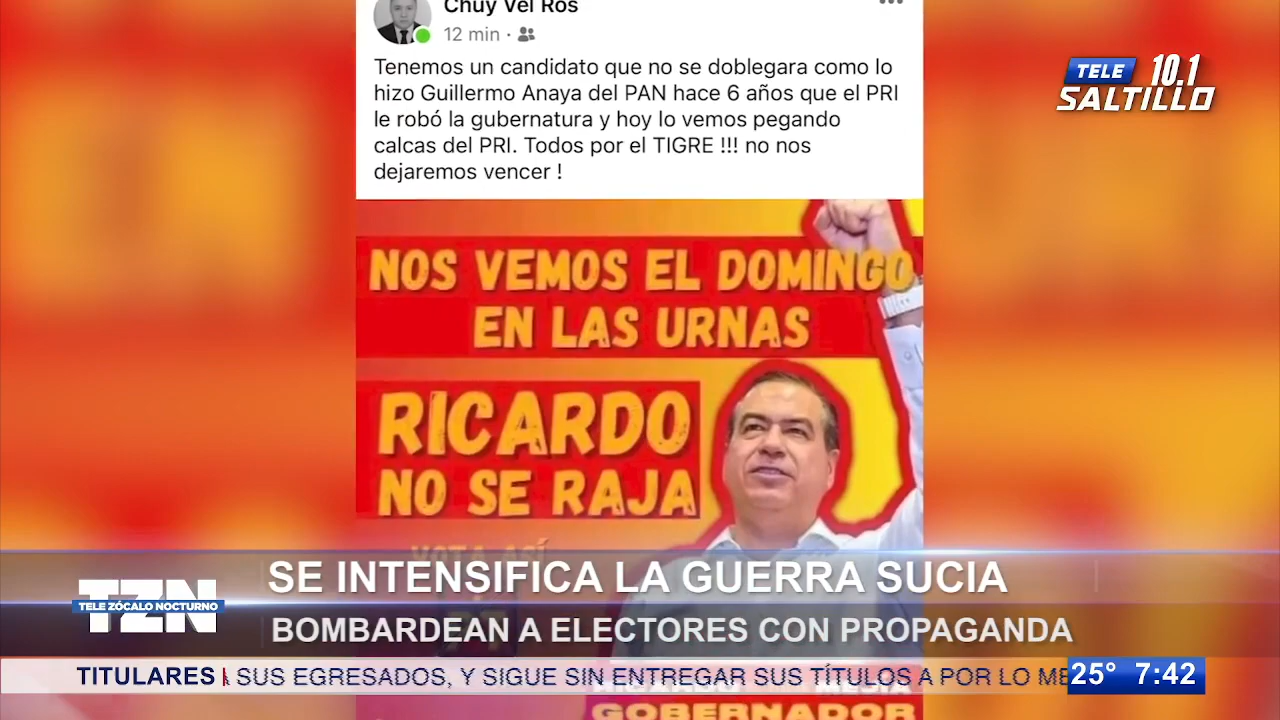 Chuy Vel Ros
12 min
Tenemos un candidato que no se doblegara como lo
hizo Guillermo Anaya del PAN hace 6 años que el PRI
le robó la gubernatura y hoy lo vemos pegando
calcas del PRI. Todos por el TIGRE !!! no nos
dejaremos vencer !
TELE 10.1
SALTILLO
NOS VEMOS EL DOMINGO
EN LAS URNAS
RICARDO
NO SE RAJA
VOTA ASÍ
SE INTENSIFICA LA GUERRA SUCIA
TZN
TELE ZÓCALO NOCTURNO
BOMBARDEAN A ELECTORES CON PROPAGANDA
TITULARES SUS EGRESADOS, Y SIGUE SIN ENTREGAR SUS TÍTULOS A POR LO ME
25° 7:42
GOBERNADOR